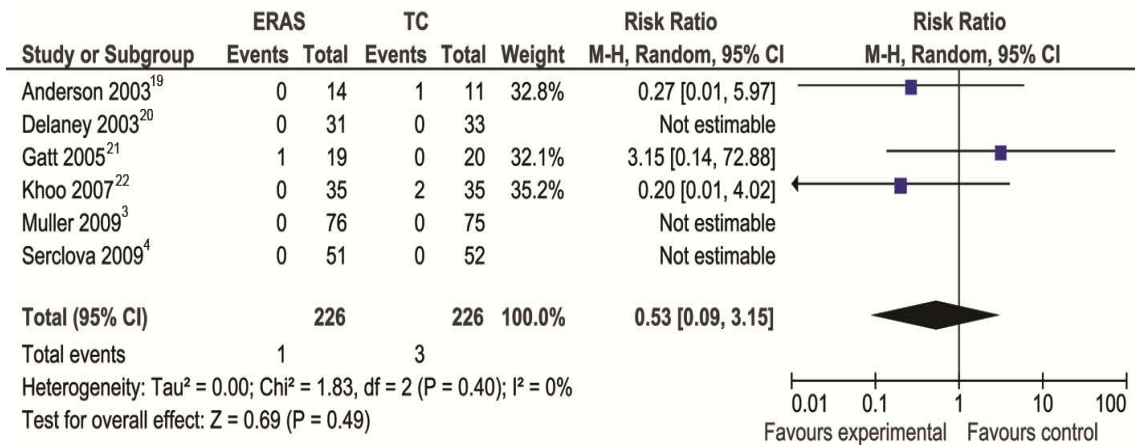 ERAS TC Risk Ratio Risk Ratio
Study or Subgroup Events Total Events Total Weight M-H, Random, 95% CI M-H, Random, 95% CI
Anderson 2003¹⁹ 0 14 1 11 32.8% 0.27 [0.01, 5.97]
Delaney 2003²⁰ 0 31 0 33 Not estimable
Gatt 2005²¹ 1 19 0 20 32.1% 3.15 [0.14, 72.88]
Khoo 2007²² 0 35 2 35 35.2% 0.20 [0.01, 4.02]
Muller 2009³ 0 76 0 75 Not estimable
Serclova 2009⁴ 0 51 0 52 Not estimable
Total (95% CI) 226 226 100.0% 0.53 [0.09, 3.15]
Total events 1 3
Heterogeneity: Tau² = 0.00; Chi² = 1.83, df = 2 (P = 0.40); I² = 0%
Test for overall effect: Z = 0.69 (P = 0.49)
0.01 0.1 1 10 100
Favours experimental Favours control